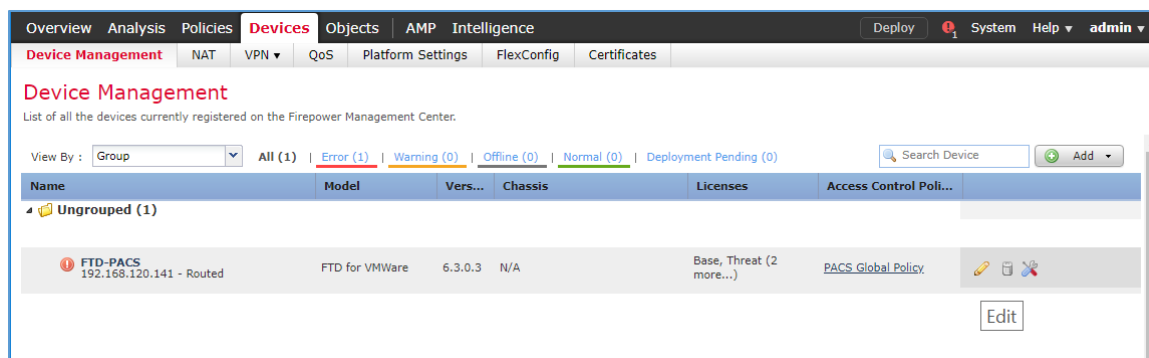 Overview Analysis Policies Devices Objects AMP Intelligence Deploy 1 System Help admin
Device Management NAT VPN QoS Platform Settings FlexConfig Certificates
Device Management
List of all the devices currently registered on the Firepower Management Center.
View By : Group All (1) | Error (1) | Warning (0) | Offline (0) | Normal (0) | Deployment Pending (0) Search Device Add
Name Model Vers... Chassis Licenses Access Control Poli...
Ungrouped (1)
FTD-PACS
192.168.120.141 - Routed FTD for VMWare 6.3.0.3 N/A Base, Threat (2
more...) PACS Global Policy
Edit